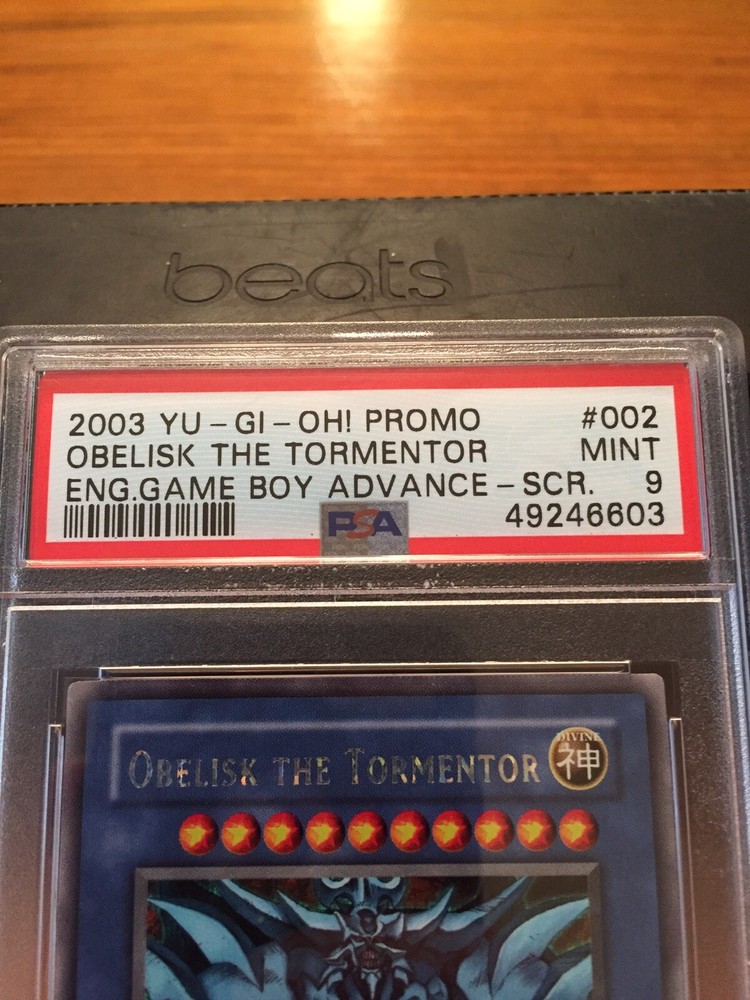 beats
2003 YU-GI-OH! PROMO #002
OBELISK THE TORMENTOR MINT
ENG.GAME BOY ADVANCE-SCR. 9
PSA 49246603
OBELISK THE TORMENTOR
DIVINE
神